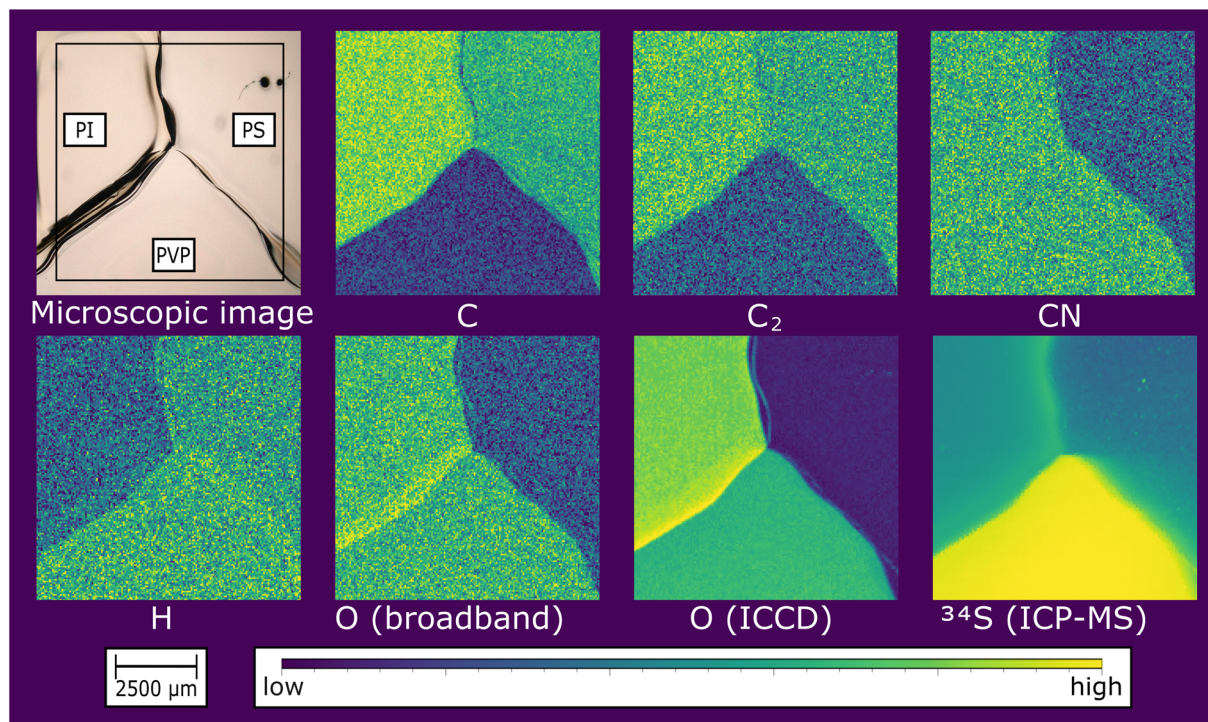 PI
PS
PVP
Microscopic image
C
C₂
CN
H
O (broadband)
O (ICCD)
³⁴S (ICP-MS)
2500 µm
low
high